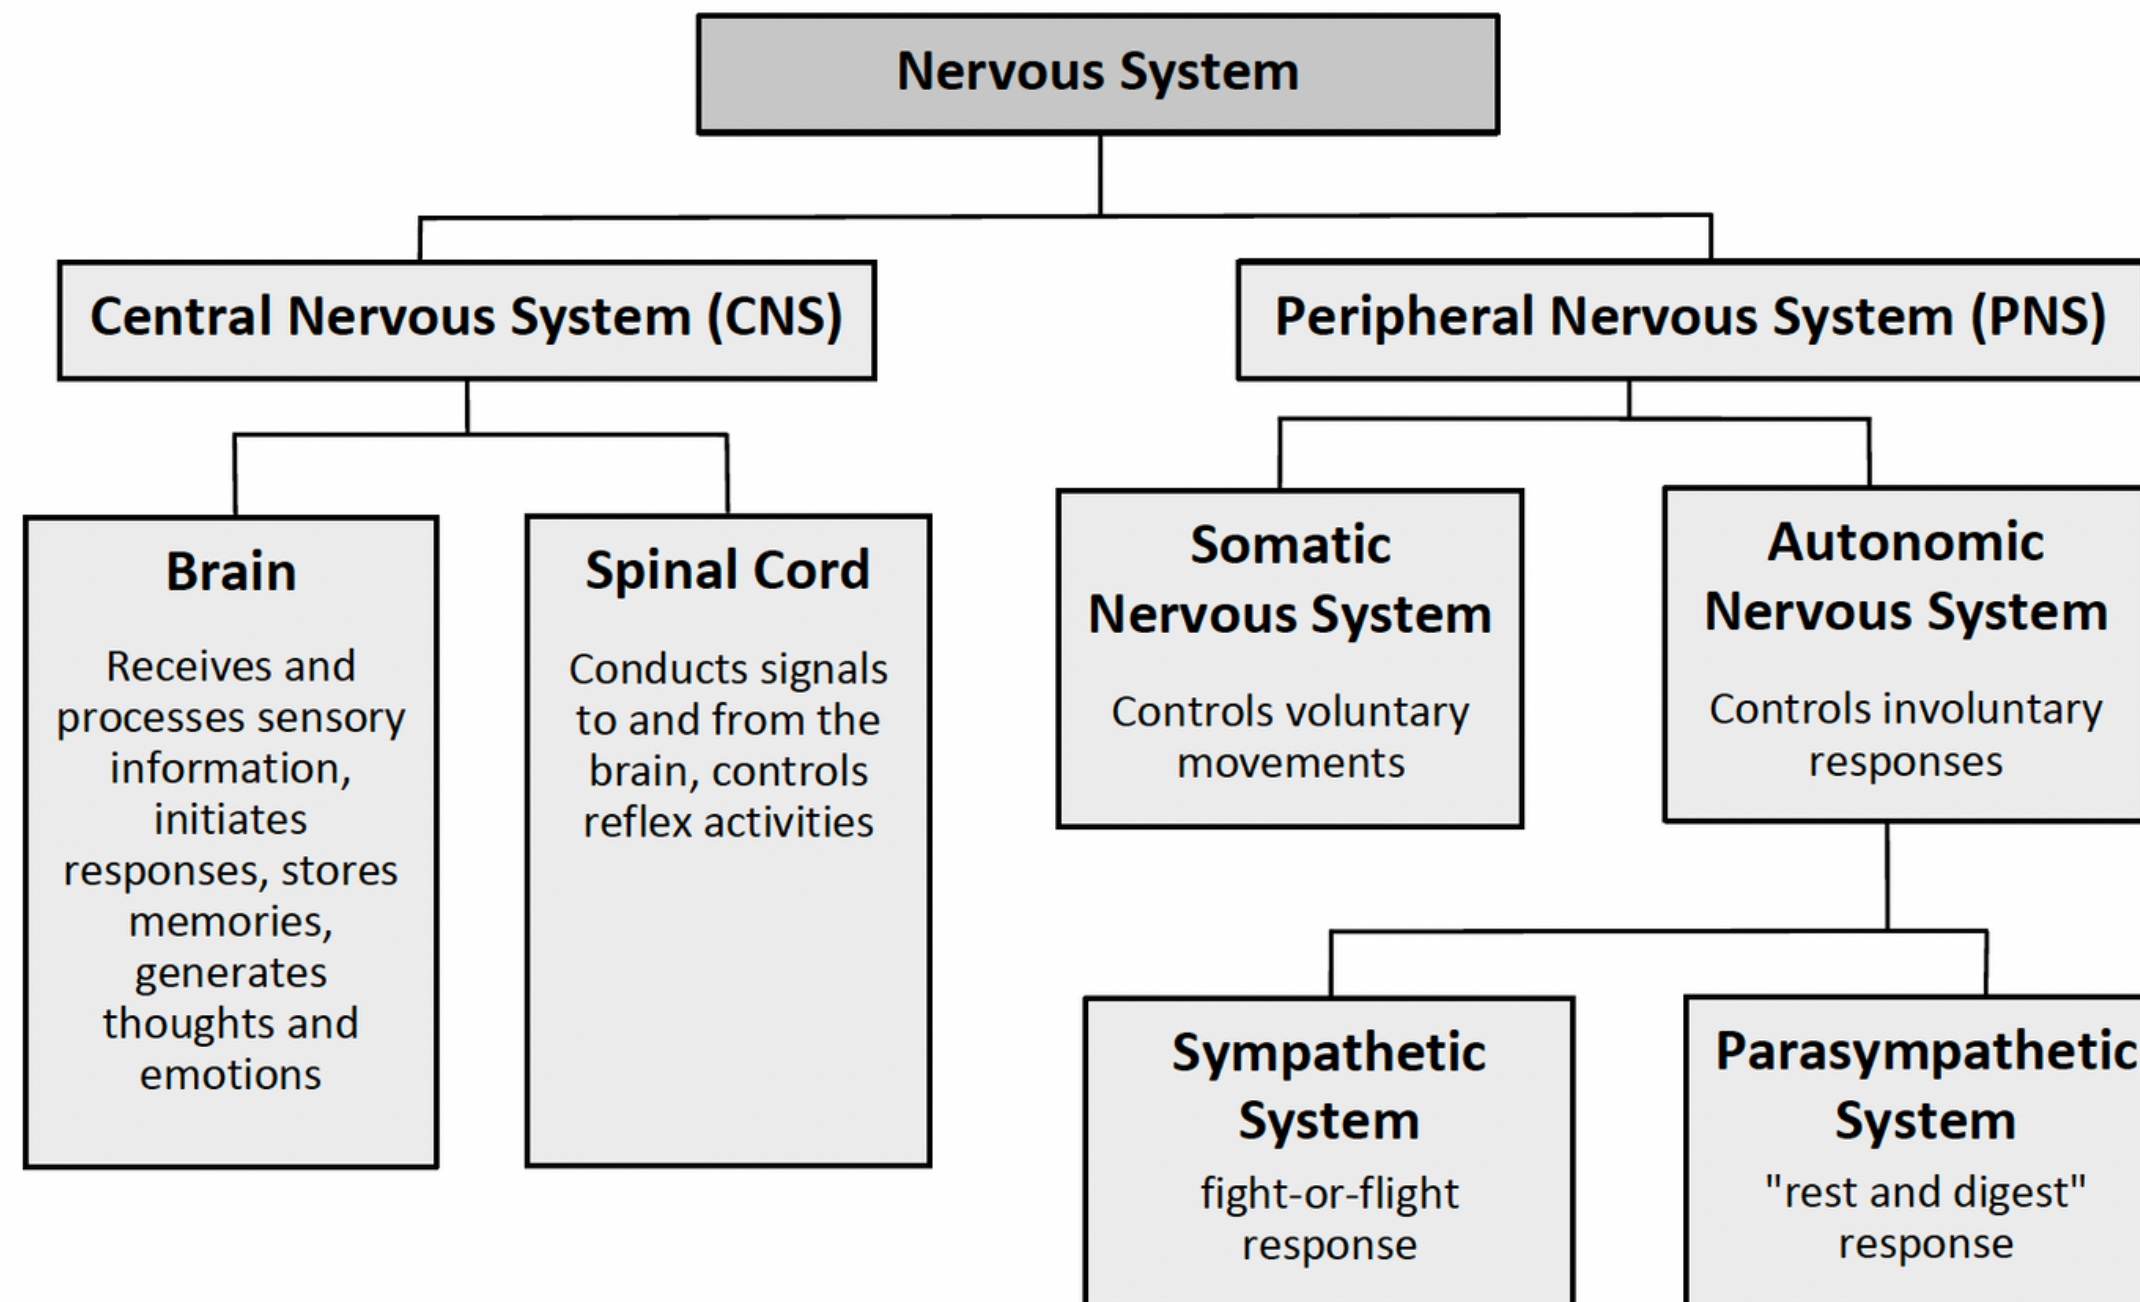 Nervous System
Central Nervous System (CNS)
Peripheral Nervous System (PNS)
Brain
Receives and
processes sensory
information,
initiates
responses, stores
memories,
generates
thoughts and
emotions
Spinal Cord
Conducts signals
to and from the
brain, controls
reflex activities
Somatic
Nervous System
Controls voluntary
movements
Autonomic
Nervous System
Controls involuntary
responses
Sympathetic
System
fight-or-flight
response
Parasympathetic
System
"rest and digest"
response